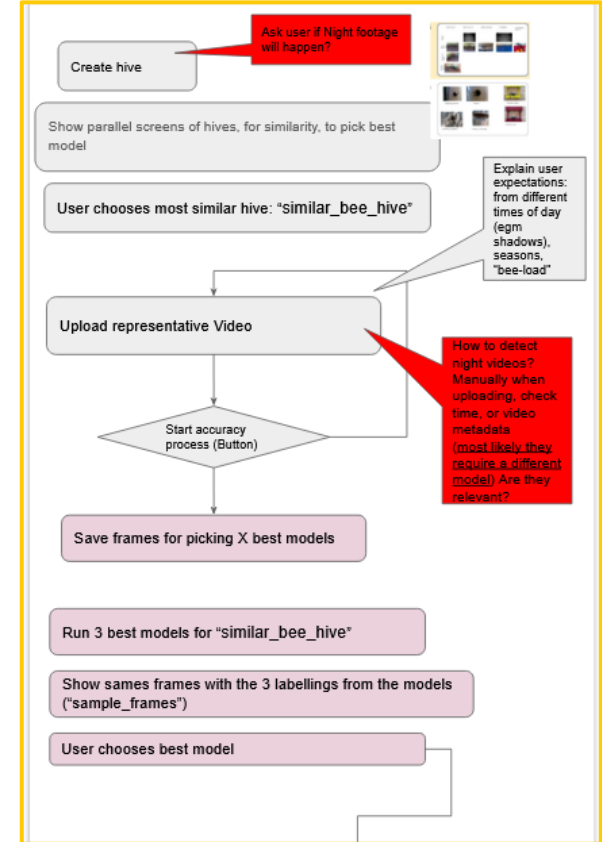 Ask user if Night footage
will happen?
Create hive
Show parallel screens of hives, for similarity, to pick best
model
Explain user
expectations:
from different
times of day
(egm
shadows),
seasons,
"bee-load"
User chooses most similar hive: “similar_bee_hive”
Upload representative Video
How to detect
night videos?
Manually when
uploading, check
time, or video
metadata
(most likely they
require a different
model) Are they
relevant?
Start accuracy
process (Button)
Save frames for picking X best models
Run 3 best models for “similar_bee_hive”
Show sames frames with the 3 labellings from the models
(“sample_frames”)
User chooses best model